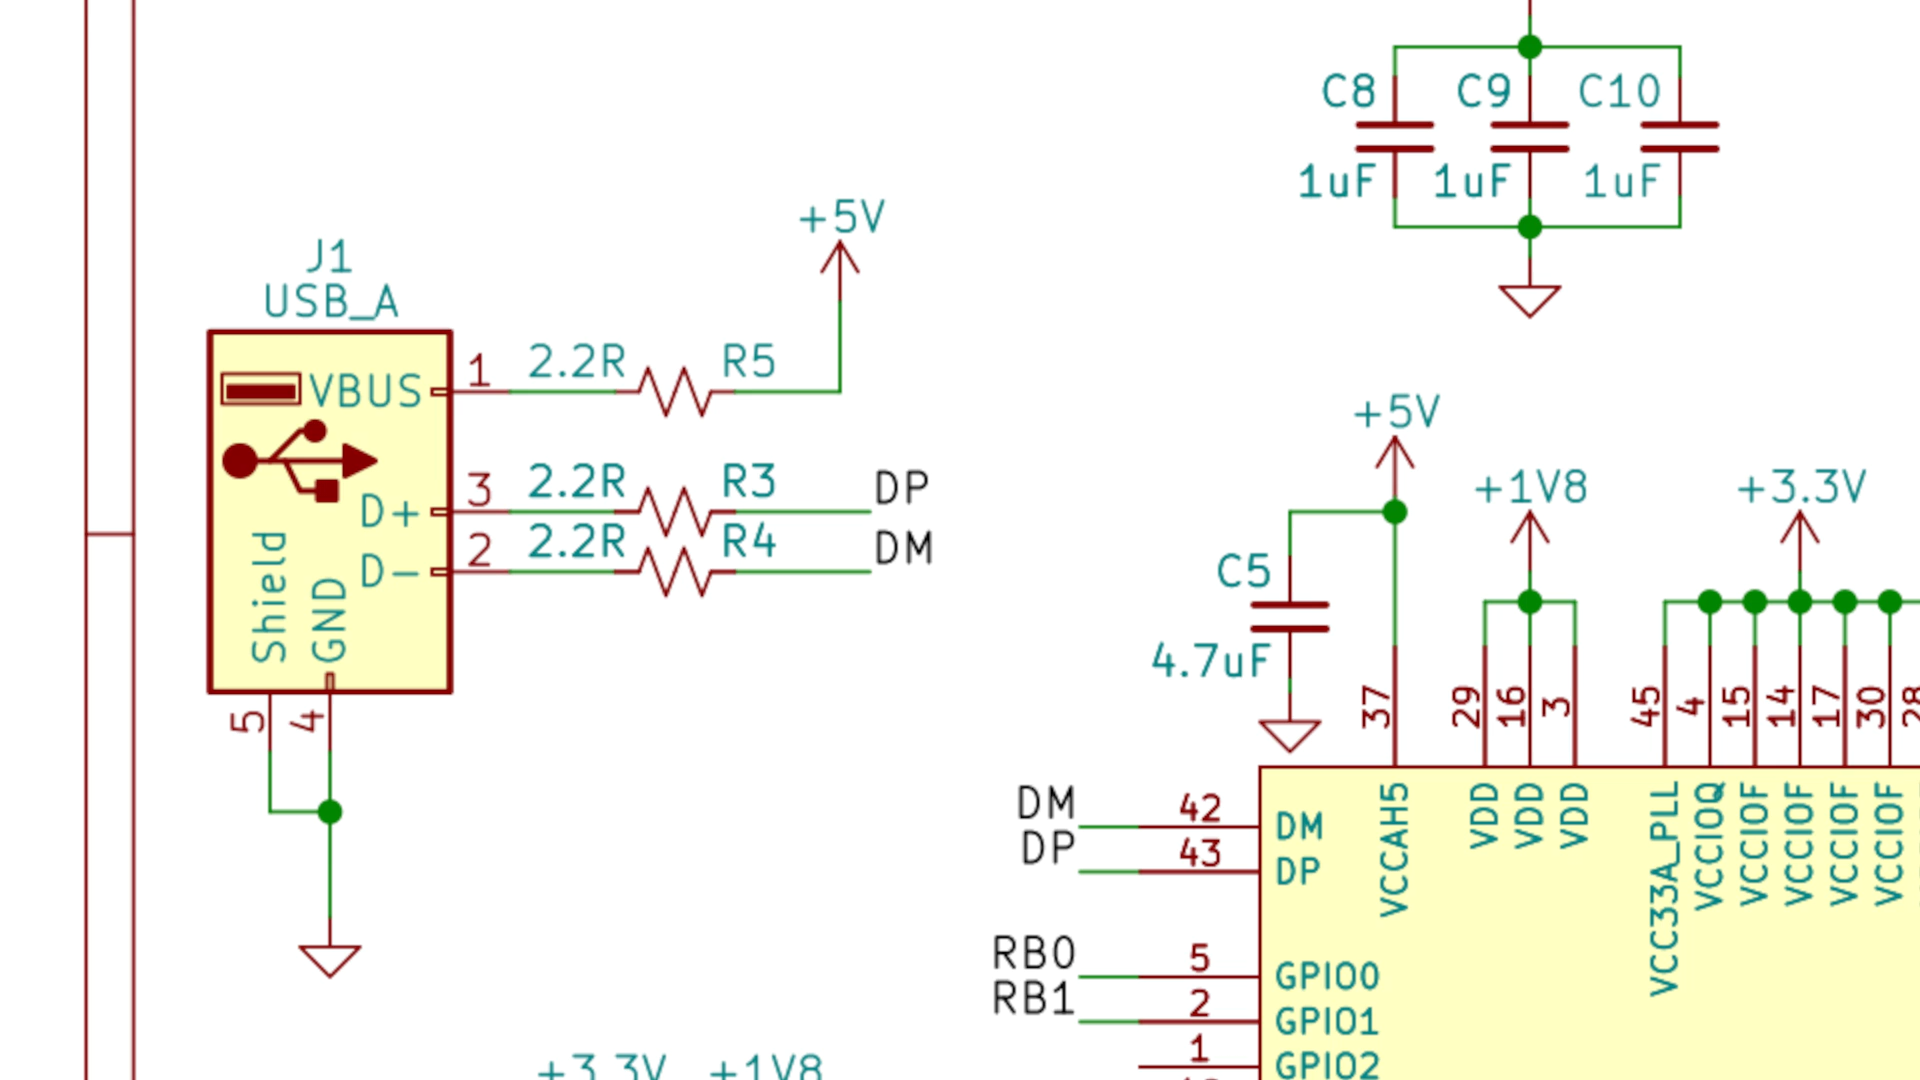 C8 C9 C10
1uF 1uF 1uF
+5V
J1
USB_A
VBUS 1 2.2R R5
D+ 3 2.2R R3 DP
D- 2 2.2R R4 DM
Shield GND
5 4
+5V
+1V8 +3.3V
C5
4.7uF
37 29 16 3 45 4 15 14 17 30
VCCAH5 VDD VDD VDD VCC33A_PLL VCCIOQ VCCIOF VCCIOF VCCIOF VCCIOF
DM 42 DM
DP 43 DP
RB0 5 GPIO0
RB1 2 GPIO1
1 GPIO2
+3.3V +1V8